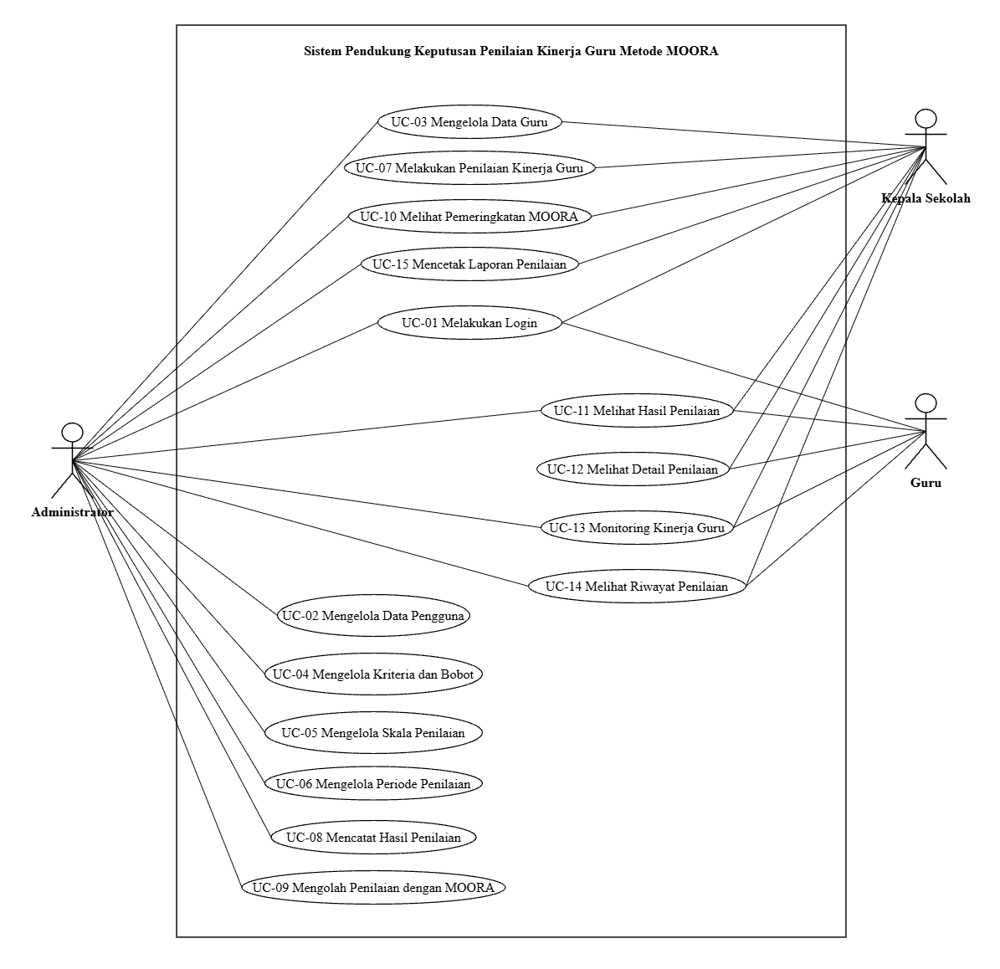 Sistem Pendukung Keputusan Penilaian Kinerja Guru Metode MOORA
UC-03 Mengelola Data Guru
UC-07 Melakukan Penilaian Kinerja Guru
Kepala Sekolah
UC-10 Melihat Pemeringkatan MOORA
UC-15 Mencetak Laporan Penilaian
UC-01 Melakukan Login
UC-11 Melihat Hasil Penilaian
UC-12 Melihat Detail Penilaian
Guru
Administrator
UC-13 Monitoring Kinerja Guru
UC-14 Melihat Riwayat Penilaian
UC-02 Mengelola Data Pengguna
UC-04 Mengelola Kriteria dan Bobot
UC-05 Mengelola Skala Penilaian
UC-06 Mengelola Periode Penilaian
UC-08 Mencatat Hasil Penilaian
UC-09 Mengolah Penilaian dengan MOORA